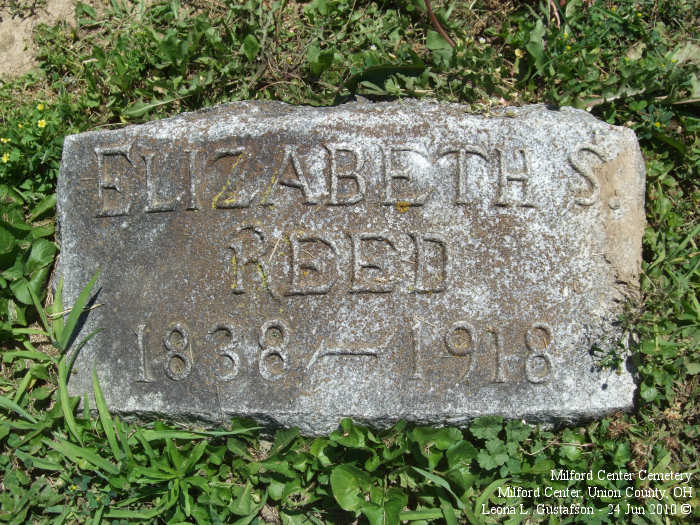 ELIZABETH S.
REED
1838 — 1918
Milford Center Cemetery
Milford Center, Union County, OH
Leona L. Gustafson - 24 Jun 2010 ©